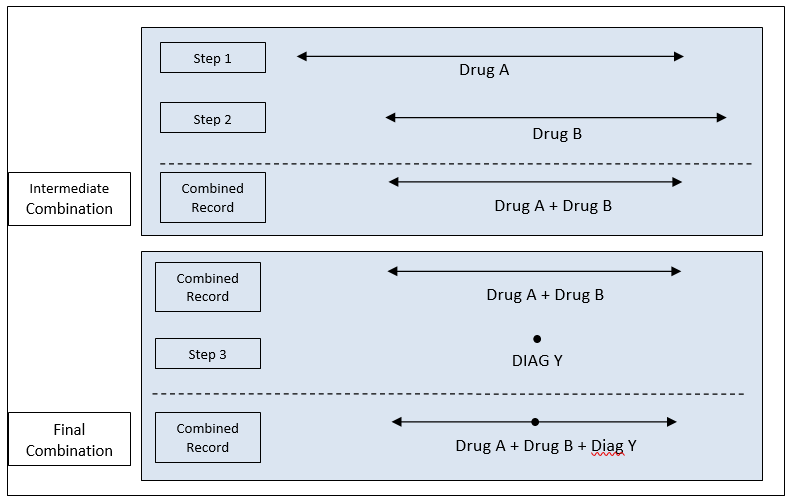 Step 1
Drug A
Step 2
Drug B
Intermediate
Combination
Combined
Record
Drug A + Drug B
Combined
Record
Drug A + Drug B
Step 3
DIAG Y
Final
Combination
Combined
Record
Drug A + Drug B + Diag Y